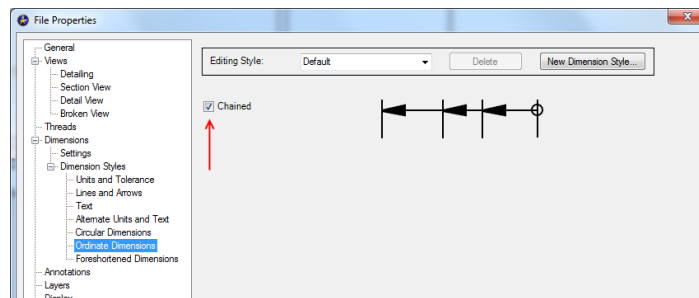 File Properties
General
Views
Detailing
Section View
Detail View
Broken View
Threads
Dimensions
Settings
Dimension Styles
Units and Tolerance
Lines and Arrows
Text
Alternate Units and Text
Circular Dimensions
Ordinate Dimensions
Foreshortened Dimensions
Annotations
Layers
Display
Editing Style: Default Delete New Dimension Style...
Chained